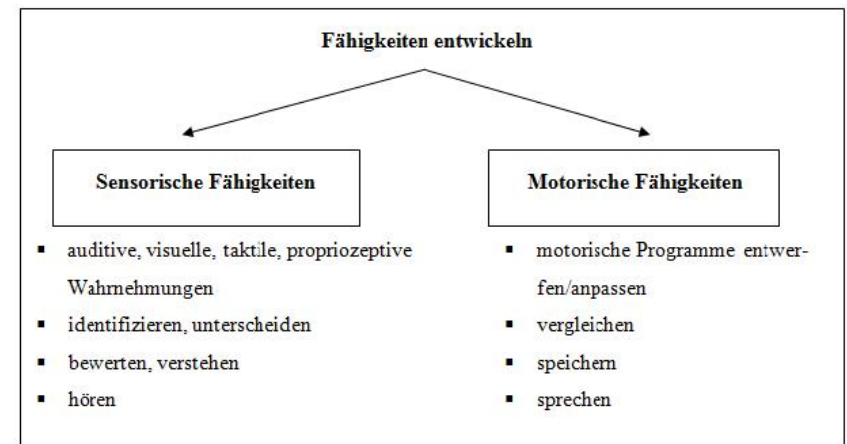 Fähigkeiten entwickeln
Sensorische Fähigkeiten
▪ auditive, visuelle, taktile, propriozeptive
Wahrnehmungen
▪ identifizieren, unterscheiden
▪ bewerten, verstehen
▪ hören
Motorische Fähigkeiten
▪ motorische Programme entwer-
fen/anpassen
▪ vergleichen
▪ speichern
▪ sprechen